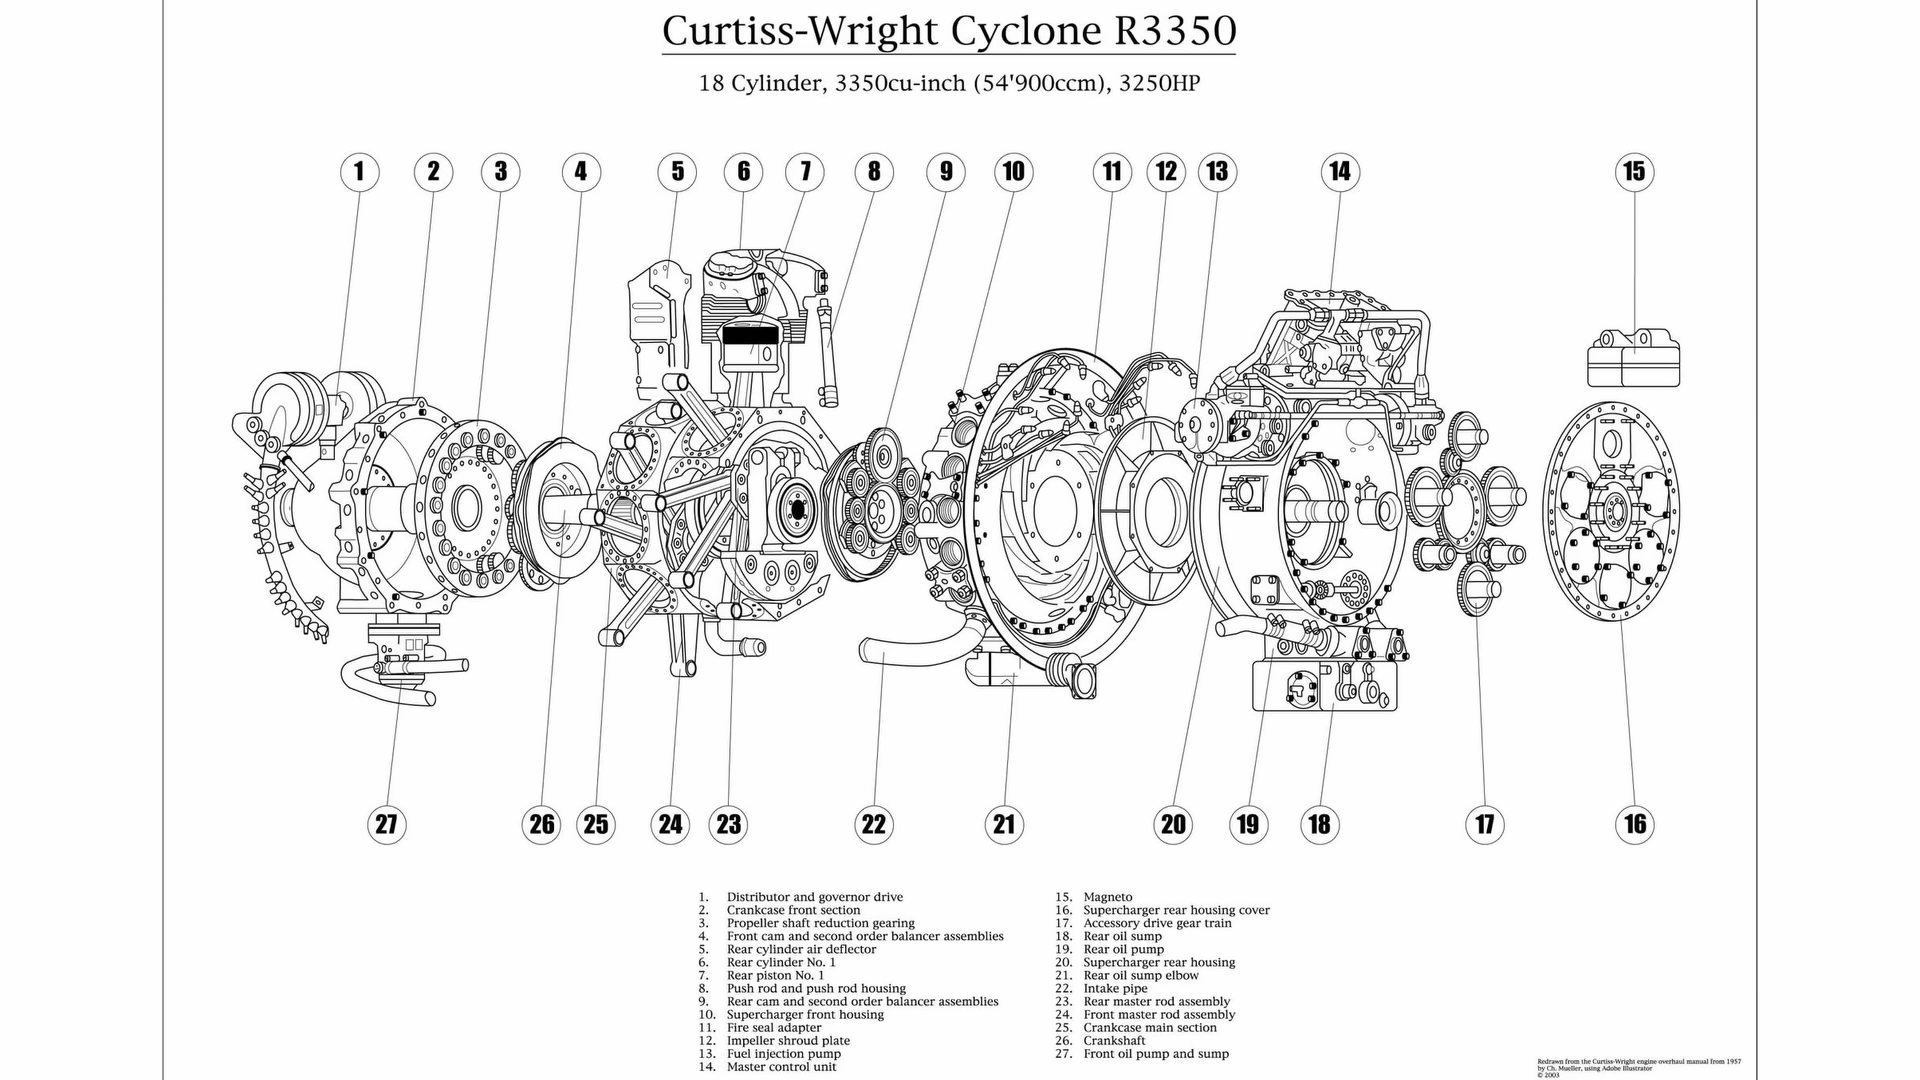 Curtiss-Wright Cyclone R3350
18 Cylinder, 3350cu-inch (54'900ccm), 3250HP
1 2 3 4 5 6 7 8 9 10 11 12 13 14 15
27 26 25 24 23 22 21 20 19 18 17 16
1. Distributor and governor drive
2. Crankcase front section
3. Propeller shaft reduction gearing
4. Front cam and second order balancer assemblies
5. Rear cylinder air deflector
6. Rear cylinder No. 1
7. Rear piston No. 1
8. Push rod and push rod housing
9. Rear cam and second order balancer assemblies
10. Supercharger front housing
11. Fire seal adapter
12. Impeller shroud plate
13. Fuel injection pump
14. Master control unit
15. Magneto
16. Supercharger rear housing cover
17. Accessory drive gear train
18. Rear oil sump
19. Rear oil pump
20. Supercharger rear housing
21. Rear oil sump elbow
22. Intake pipe
23. Rear master rod assembly
24. Front master rod assembly
25. Crankcase main section
26. Crankshaft
27. Front oil pump and sump
Redrawn from the Curtiss-Wright engine overhaul manual from 1957
by Ch. Mueller, using Adobe Illustrator
© 2003